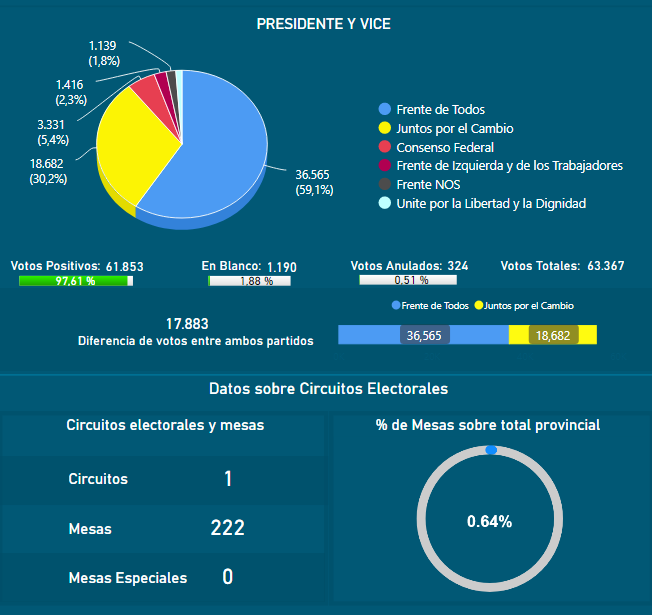 PRESIDENTE Y VICE
1.139
(1,8%)
1.416
(2,3%)
3.331
(5,4%)
18.682
(30,2%)
36.565
(59,1%)
Frente de Todos
Juntos por el Cambio
Consenso Federal
Frente de Izquierda y de los Trabajadores
Frente NOS
Unite por la Libertad y la Dignidad
Votos Positivos: 61.853
97,61 %
En Blanco: 1.190
1,88 %
Votos Anulados: 324
0,51 %
Votos Totales: 63.367
17.883
Diferencia de votos entre ambos partidos
Frente de Todos Juntos por el Cambio
36,565 18,682
Datos sobre Circuitos Electorales
Circuitos electorales y mesas
Circuitos 1
Mesas 222
Mesas Especiales 0
% de Mesas sobre total provincial
0.64%